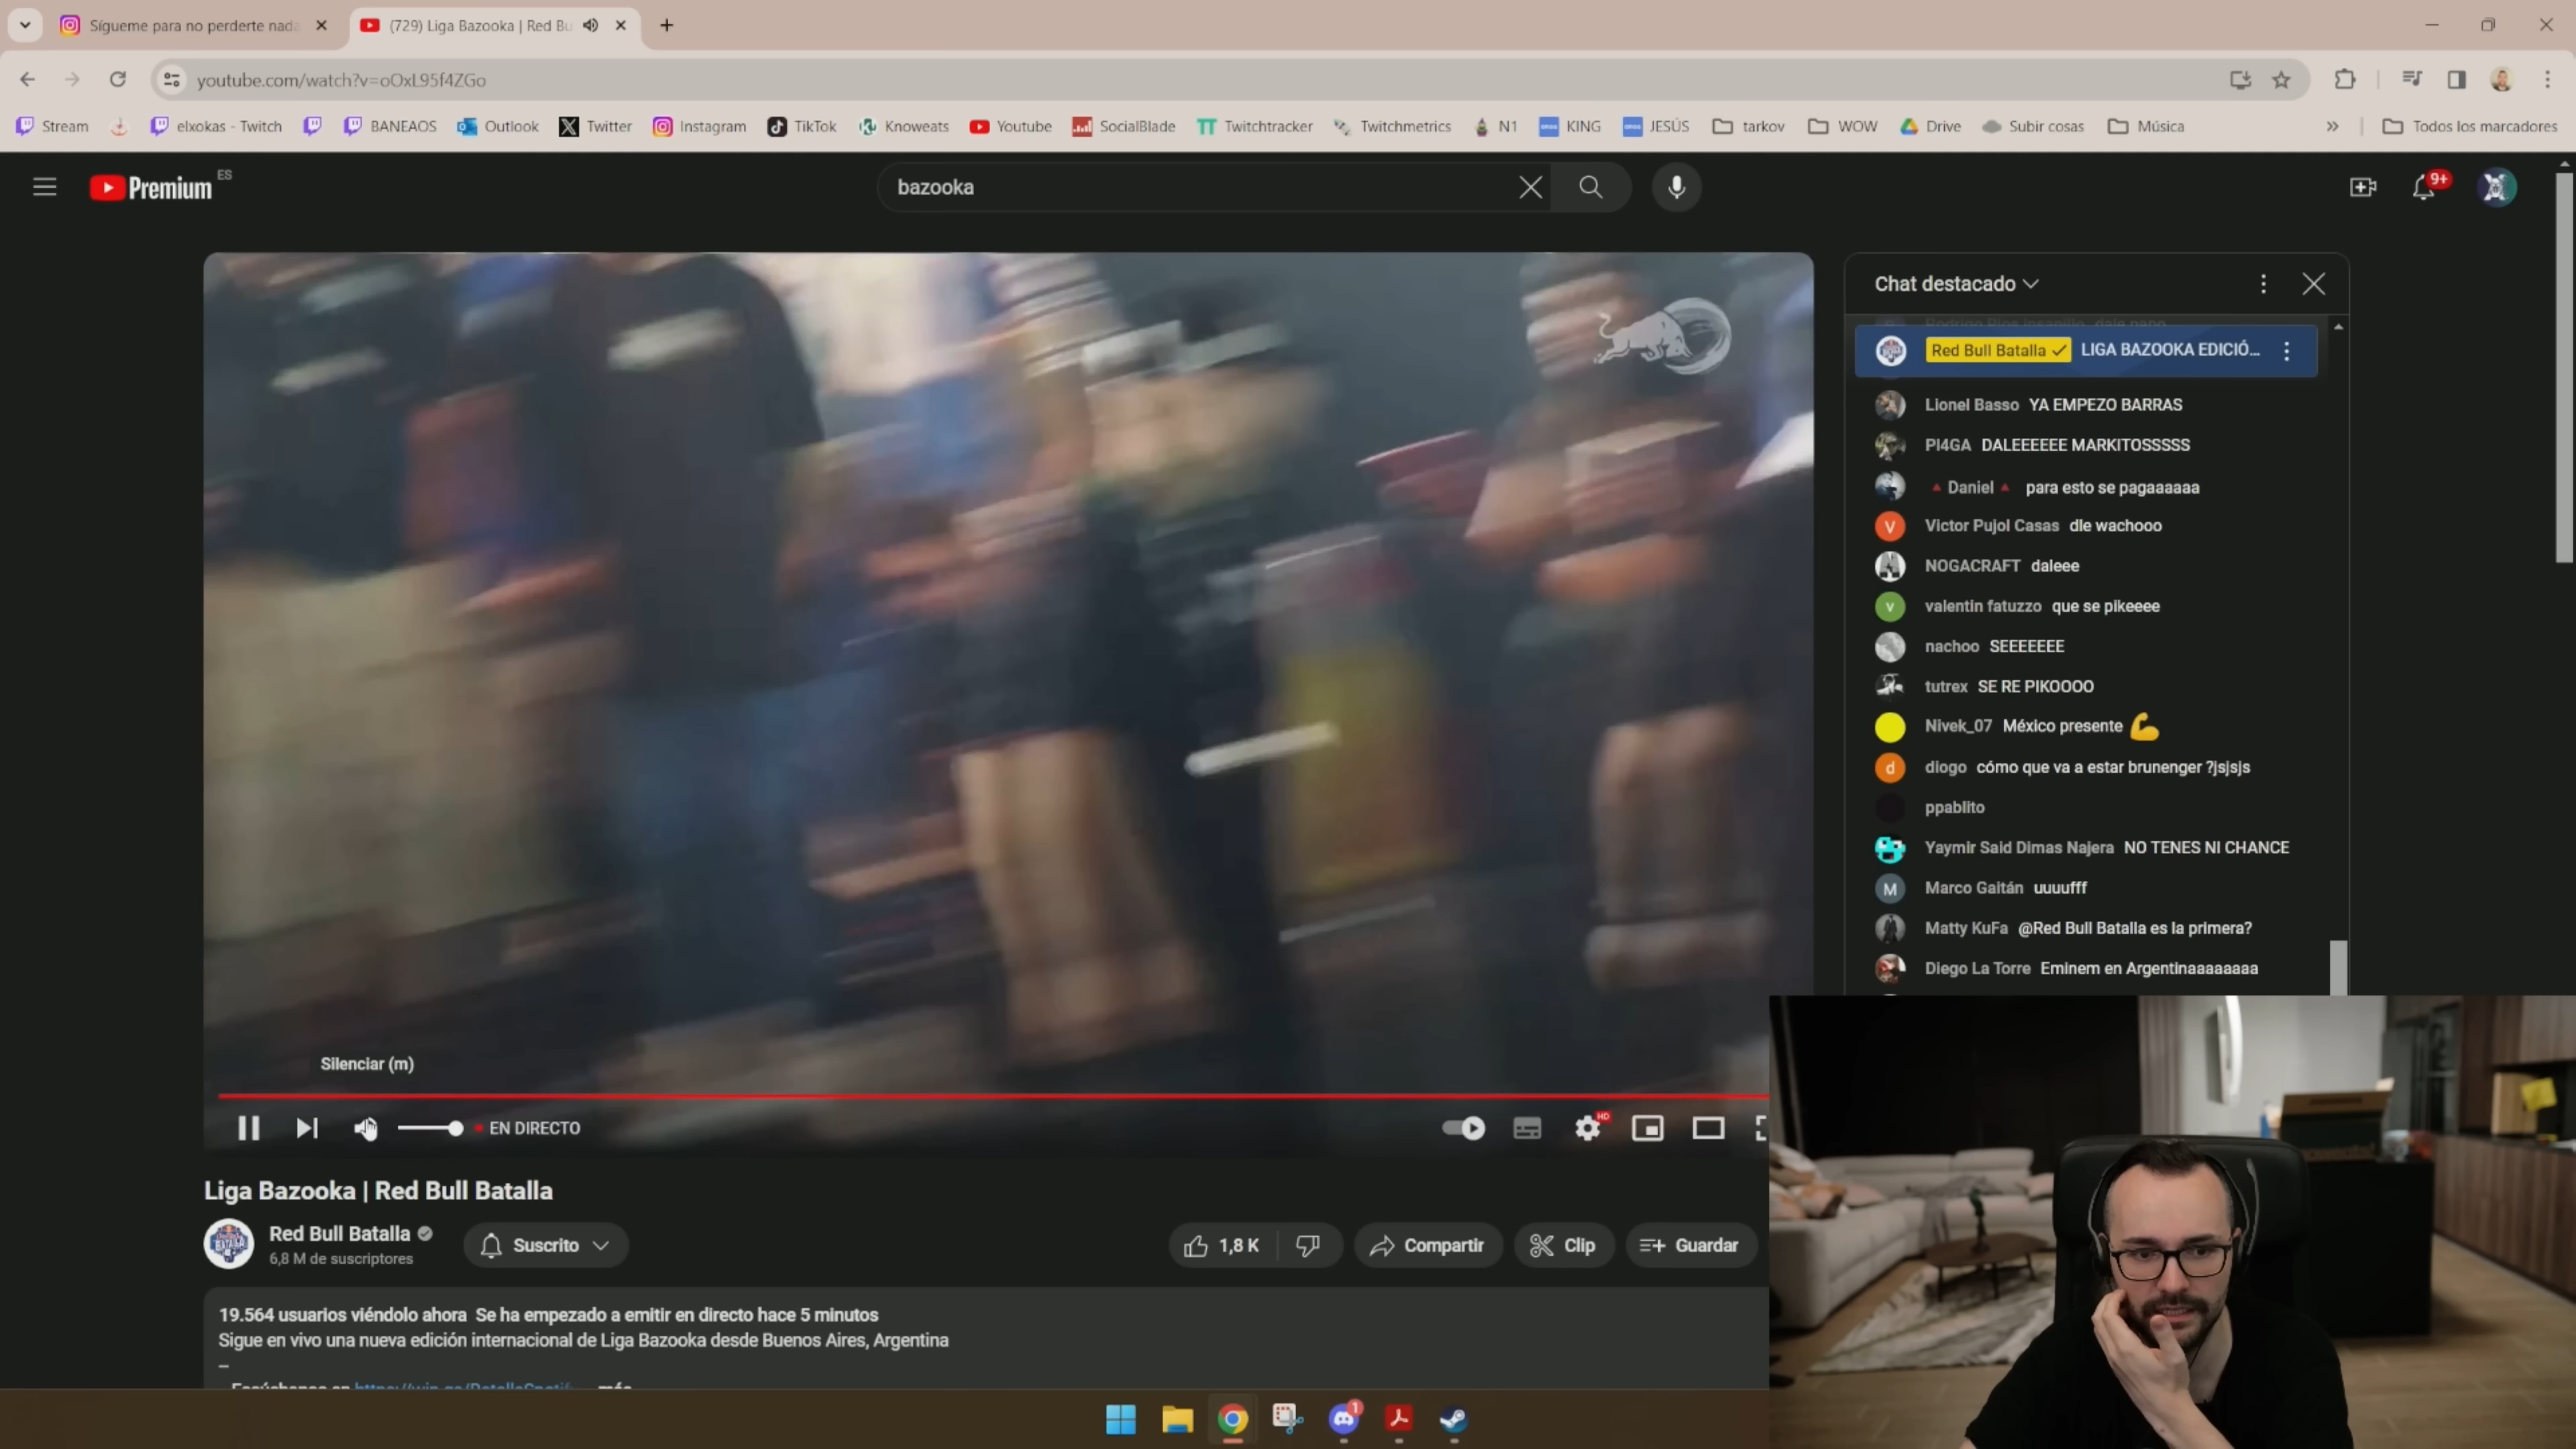 Sígueme para no perderte nada
(729) Liga Bazooka | Red Bu
youtube.com/watch?v=oOxL95f4ZGo
Stream
elxokas - Twitch
BANEAOS
Outlook
Twitter
Instagram
TikTok
Knoweats
Youtube
SocialBlade
Twitchtracker
Twitchmetrics
N1
KING
JESÚS
tarkov
WOW
Drive
Subir cosas
Música
Todos los marcadores
Premium ES
bazooka
9+
Chat destacado
Red Bull Batalla LIGA BAZOOKA EDICIÓ...
Lionel Basso YA EMPEZO BARRAS
PI4GA DALEEEEEE MARKITOSSSSS
Daniel para esto se pagaaaaaa
Victor Pujol Casas dle wachooo
NOGACRAFT daleee
valentin fatuzzo que se pikeeee
nachoo SEEEEEEE
tutrex SE RE PIKOOOO
Nivek_07 México presente 💪
diogo cómo que va a estar brunenger ?jsjsjs
ppablito
Yaymir Said Dimas Najera NO TENES NI CHANCE
Marco Gaitán uuuufff
Matty KuFa @Red Bull Batalla es la primera?
Diego La Torre Eminem en Argentinaaaaaaaa
Silenciar (m)
EN DIRECTO
HD
Liga Bazooka | Red Bull Batalla
Red Bull Batalla
6,8 M de suscriptores
Suscrito
1,8 K
Compartir
Clip
Guardar
19.564 usuarios viéndolo ahora Se ha empezado a emitir en directo hace 5 minutos
Sigue en vivo una nueva edición internacional de Liga Bazooka desde Buenos Aires, Argentina
–
1